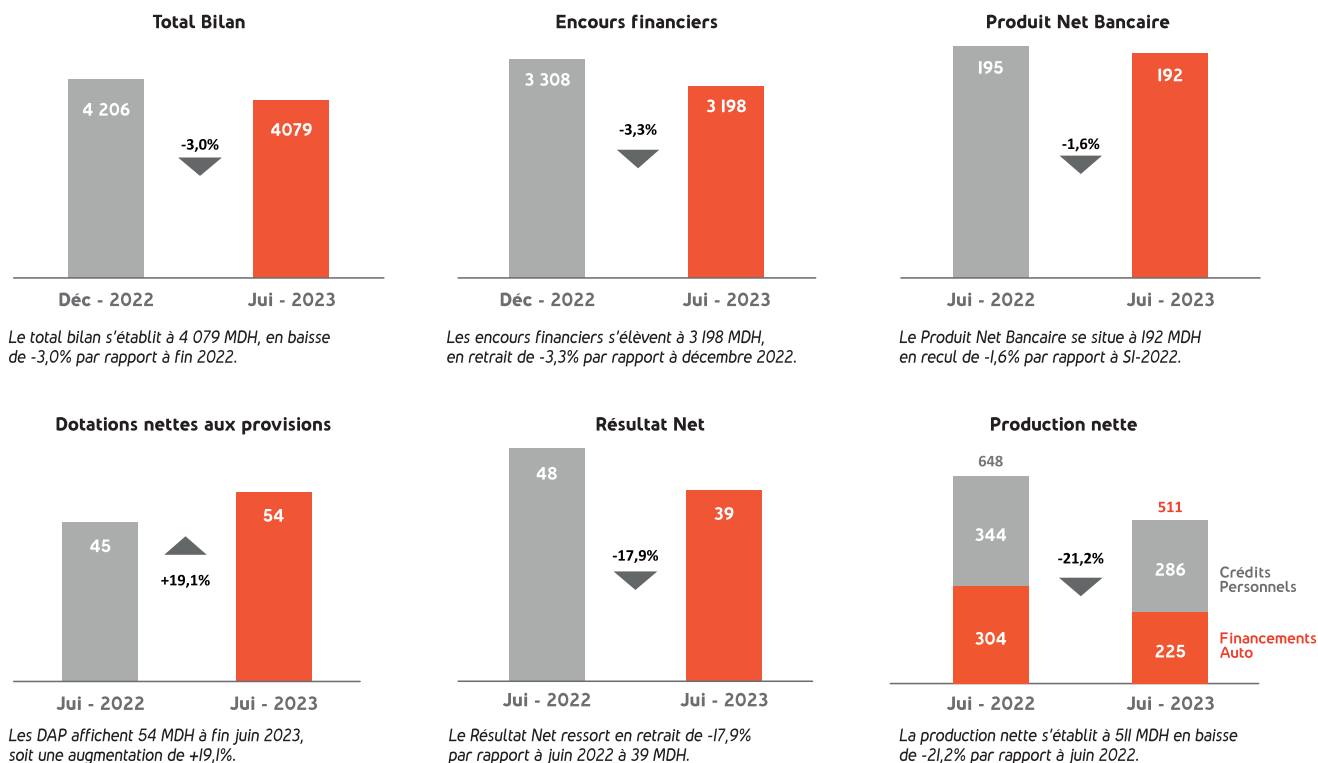 Total Bilan
4 206
-3,0%
4079
Déc - 2022
Jui - 2023
Le total bilan s'établit à 4 079 MDH, en baisse
de -3,0% par rapport à fin 2022.
Encours financiers
3 308
-3,3%
3 198
Déc - 2022
Jui - 2023
Les encours financiers s'élèvent à 3 198 MDH,
en retrait de -3,3% par rapport à décembre 2022.
Produit Net Bancaire
195
-1,6%
192
Jui - 2022
Jui - 2023
Le Produit Net Bancaire se situe à 192 MDH
en recul de -1,6% par rapport à S1-2022.
Dotations nettes aux provisions
45
+19,1%
54
Jui - 2022
Jui - 2023
Les DAP affichent 54 MDH à fin juin 2023,
soit une augmentation de +19,1%.
Résultat Net
48
-17,9%
39
Jui - 2022
Jui - 2023
Le Résultat Net ressort en retrait de -17,9%
par rapport à juin 2022 à 39 MDH.
Production nette
648
344
304
-21,2%
511
286
225
Crédits
Personnels
Financements
Auto
Jui - 2022
Jui - 2023
La production nette s'établit à 511 MDH en baisse
de -21,2% par rapport à juin 2022.